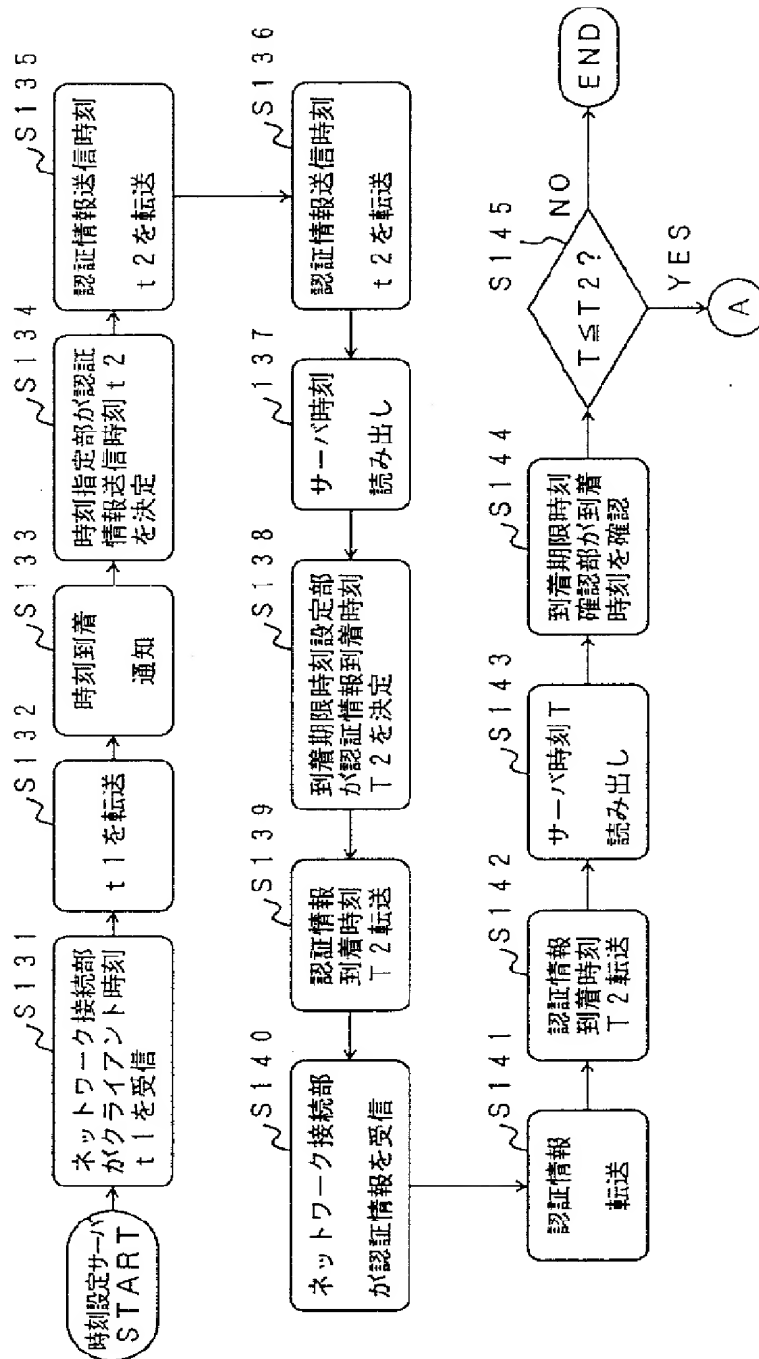 時刻設定サーバ
START
S131
ネットワーク接続部
がクライアント時刻
t1を受信
S132
t1を転送
S133
時刻到着
通知
S134
時刻指定部が認証
情報送信時刻t2
を決定
S135
認証情報送信時刻
t2を転送
S136
認証情報送信時刻
t2を転送
137
サーバ時刻
読み出し
S138
到着期限時刻設定部
が認証情報到着時刻
T2を決定
S139
認証情報
到着時刻
T2転送
S140
ネットワーク接続部
が認証情報を受信
S141
認証情報
転送
S142
認証情報
到着時刻
T2転送
S143
サーバ時刻T
読み出し
S144
到着期限時刻
確認部が到着
時刻を確認
S145
T≦T2?
NO
END
YES
A